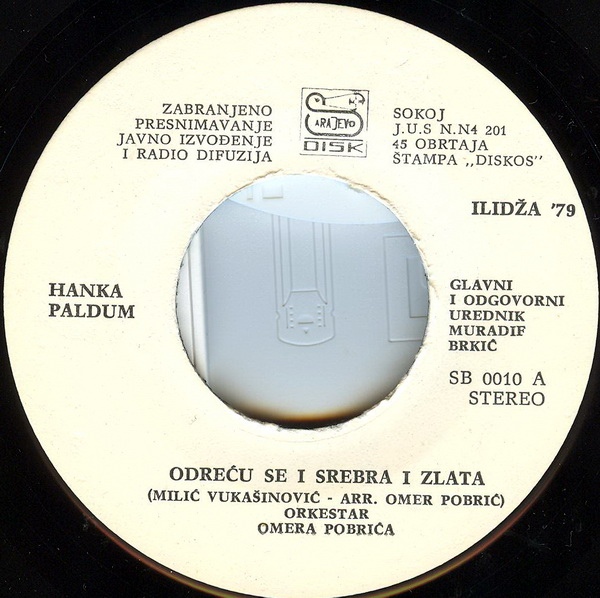 ZABRANJENO
PRESNIMAVANJE
JAVNO IZVOĐENJE
I RADIO DIFUZIJA
SARAJEVO
DISK
SOKOJ
J.U.S N.N4 201
45 OBRTAJA
ŠTAMPA „DISKOS”
ILIDŽA '79
HANKA
PALDUM
GLAVNI
I ODGOVORNI
UREDNIK
MURADIF
BRKIĆ
SB 0010 A
STEREO
ODREĆU SE I SREBRA I ZLATA
(MILIĆ VUKAŠINOVIĆ - ARR. OMER POBRIĆ)
ORKESTAR
OMERA POBRIĆA